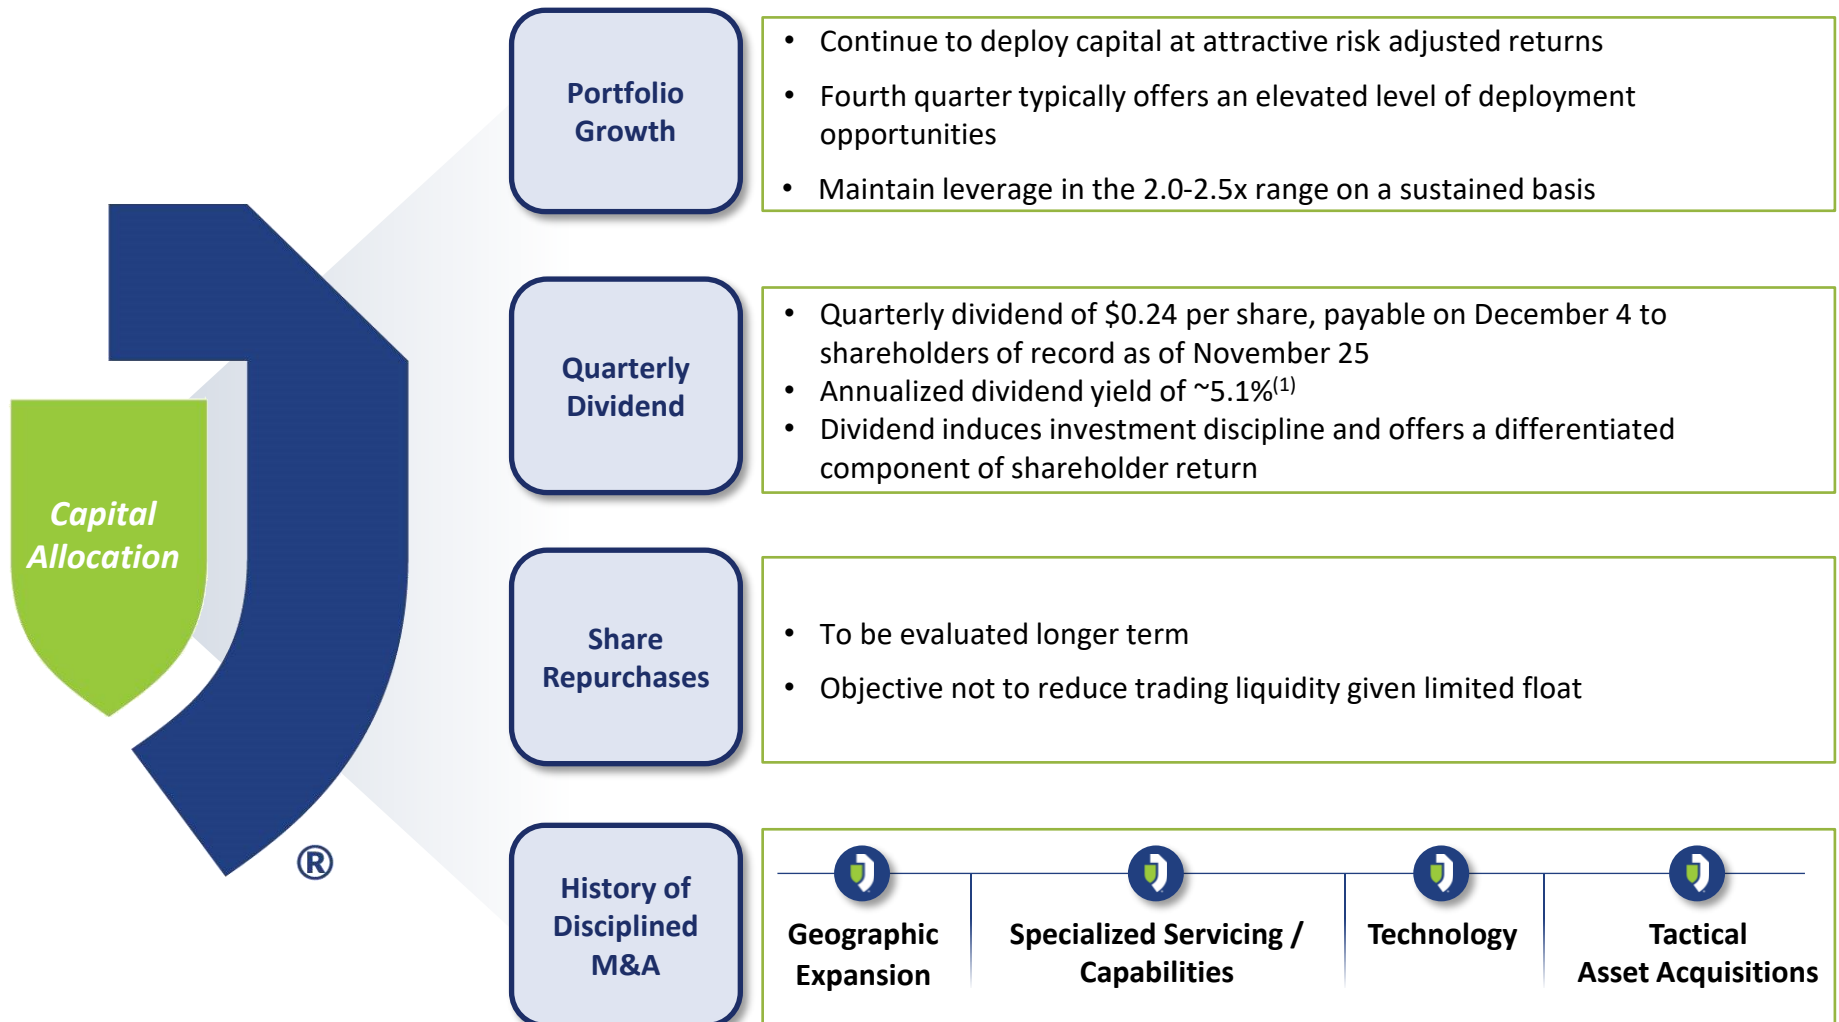 Capital
Allocation
®
Portfolio
Growth
• Continue to deploy capital at attractive risk adjusted returns
• Fourth quarter typically offers an elevated level of deployment
opportunities
• Maintain leverage in the 2.0-2.5x range on a sustained basis
Quarterly
Dividend
• Quarterly dividend of $0.24 per share, payable on December 4 to
shareholders of record as of November 25
• Annualized dividend yield of ~5.1%(1)
• Dividend induces investment discipline and offers a differentiated
component of shareholder return
Share
Repurchases
• To be evaluated longer term
• Objective not to reduce trading liquidity given limited float
History of
Disciplined
M&A
Geographic
Expansion
Specialized Servicing /
Capabilities
Technology
Tactical
Asset Acquisitions